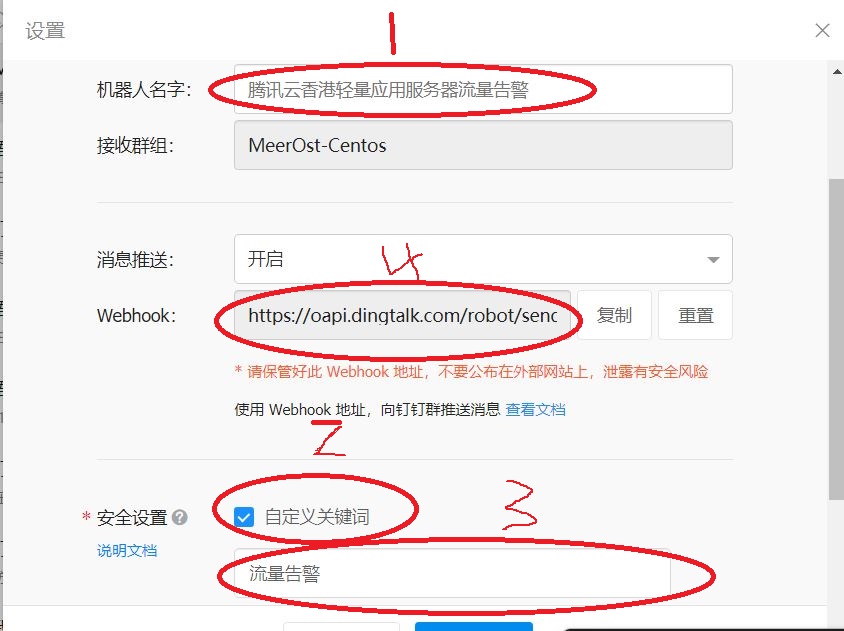 设置
1
机器人名字: 腾讯云香港轻量应用服务器流量告警
接收群组: MeerOst-Centos
消息推送: 开启
4
Webhook: https://oapi.dingtalk.com/robot/send 复制 重置
* 请保管好此 Webhook 地址，不要公布在外部网站上，泄露有安全风险
使用 Webhook 地址，向钉钉群推送消息 查看文档
2
* 安全设置 ? 自定义关键词
3
说明文档
流量告警